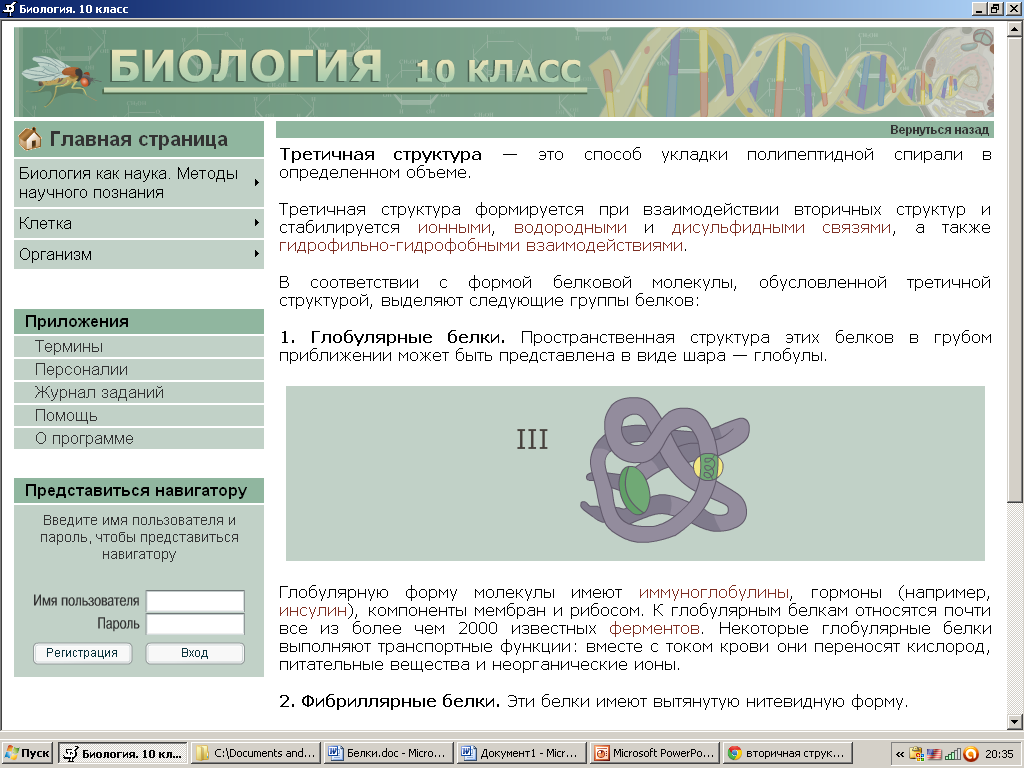 Биология. 10 класс
БИОЛОГИЯ 10 КЛАСС
Главная страница
Биология как наука. Методы
научного познания
Клетка
Организм
Приложения
Термины
Персоналии
Журнал заданий
Помощь
О программе
Представиться навигатору
Введите имя пользователя и
пароль, чтобы представиться
навигатору
Имя пользователя
Пароль
Регистрация Вход
Вернуться назад
Третичная структура — это способ укладки полипептидной спирали в
определенном объеме.
Третичная структура формируется при взаимодействии вторичных структур и
стабилизируется ионными, водородными и дисульфидными связями, а также
гидрофильно-гидрофобными взаимодействиями.
В соответствии с формой белковой молекулы, обусловленной третичной
структурой, выделяют следующие группы белков:
1. Глобулярные белки. Пространственная структура этих белков в грубом
приближении может быть представлена в виде шара — глобулы.
III
Глобулярную форму молекулы имеют иммуноглобулины, гормоны (например,
инсулин), компоненты мембран и рибосом. К глобулярным белкам относятся почти
все из более чем 2000 известных ферментов. Некоторые глобулярные белки
выполняют транспортные функции: вместе с током крови они переносят кислород,
питательные вещества и неорганические ионы.
2. Фибриллярные белки. Эти белки имеют вытянутую нитевидную форму.
Пуск Биология. 10 кл... C:\Documents and... Белки.doc - Micro... Документ1 - Micr... Microsoft PowerPo... вторичная струк... « 20:35